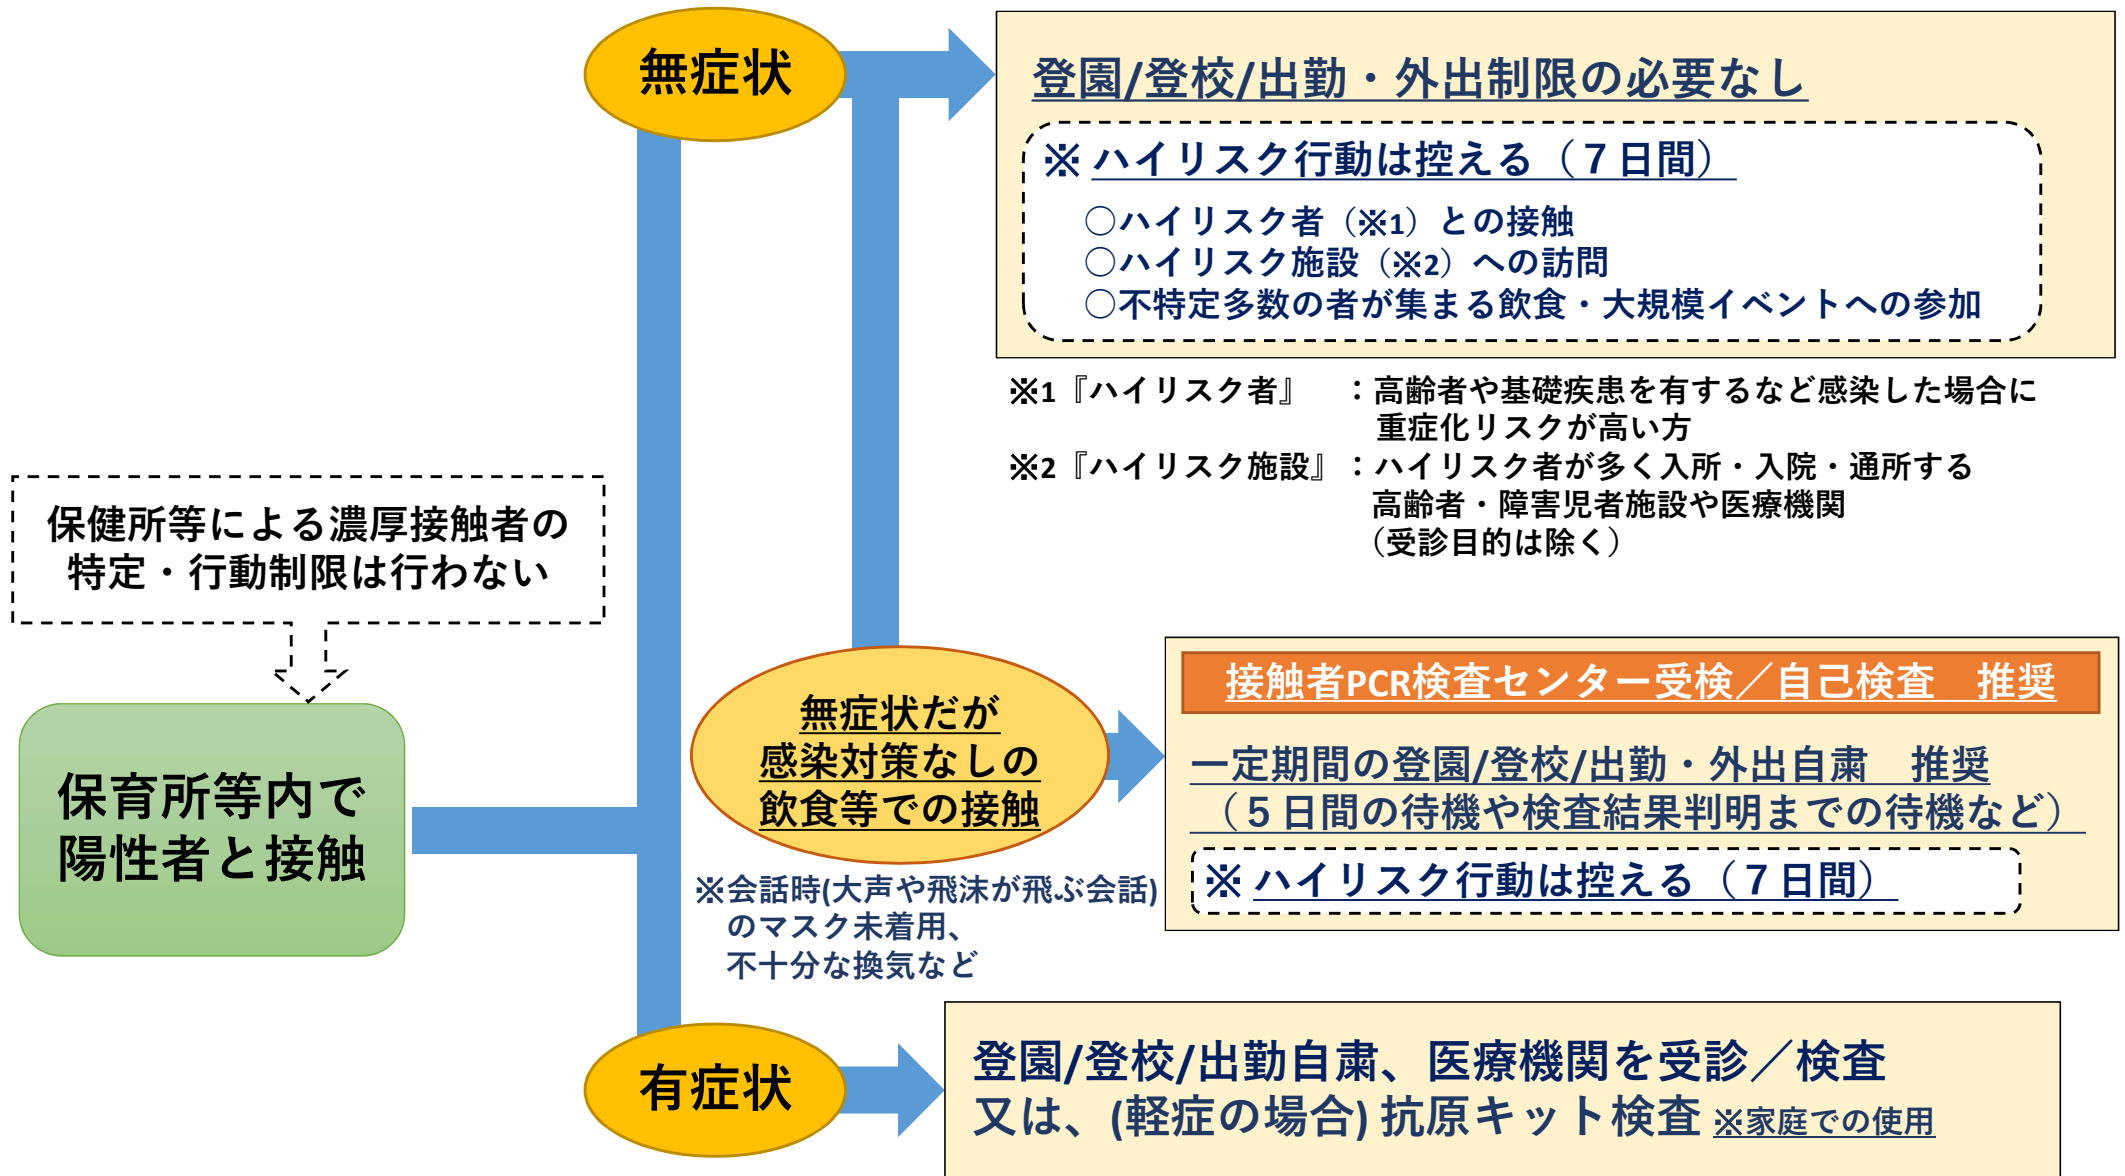 無症状
登園/登校/出勤・外出制限の必要なし
※ ハイリスク行動は控える（７日間）
○ハイリスク者（※1）との接触
○ハイリスク施設（※2）への訪問
○不特定多数の者が集まる飲食・大規模イベントへの参加
※1『ハイリスク者』　：高齢者や基礎疾患を有するなど感染した場合に
重症化リスクが高い方
※2『ハイリスク施設』：ハイリスク者が多く入所・入院・通所する
高齢者・障害児者施設や医療機関
（受診目的は除く）
保健所等による濃厚接触者の
特定・行動制限は行わない
保育所等内で
陽性者と接触
無症状だが
感染対策なしの
飲食等での接触
※会話時(大声や飛沫が飛ぶ会話)
のマスク未着用、
不十分な換気など
接触者PCR検査センター受検／自己検査　推奨
一定期間の登園/登校/出勤・外出自粛　推奨
（５日間の待機や検査結果判明までの待機など）
※ ハイリスク行動は控える（７日間）
有症状
登園/登校/出勤自粛、医療機関を受診／検査
又は、(軽症の場合) 抗原キット検査 ※家庭での使用